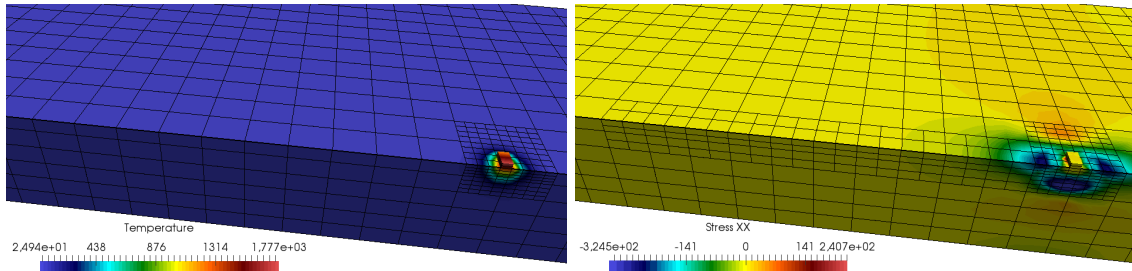 Temperature
2,494e+01 438 876 1314 1,777e+03
Stress XX
-3,245e+02 -141 0 141 2,407e+02